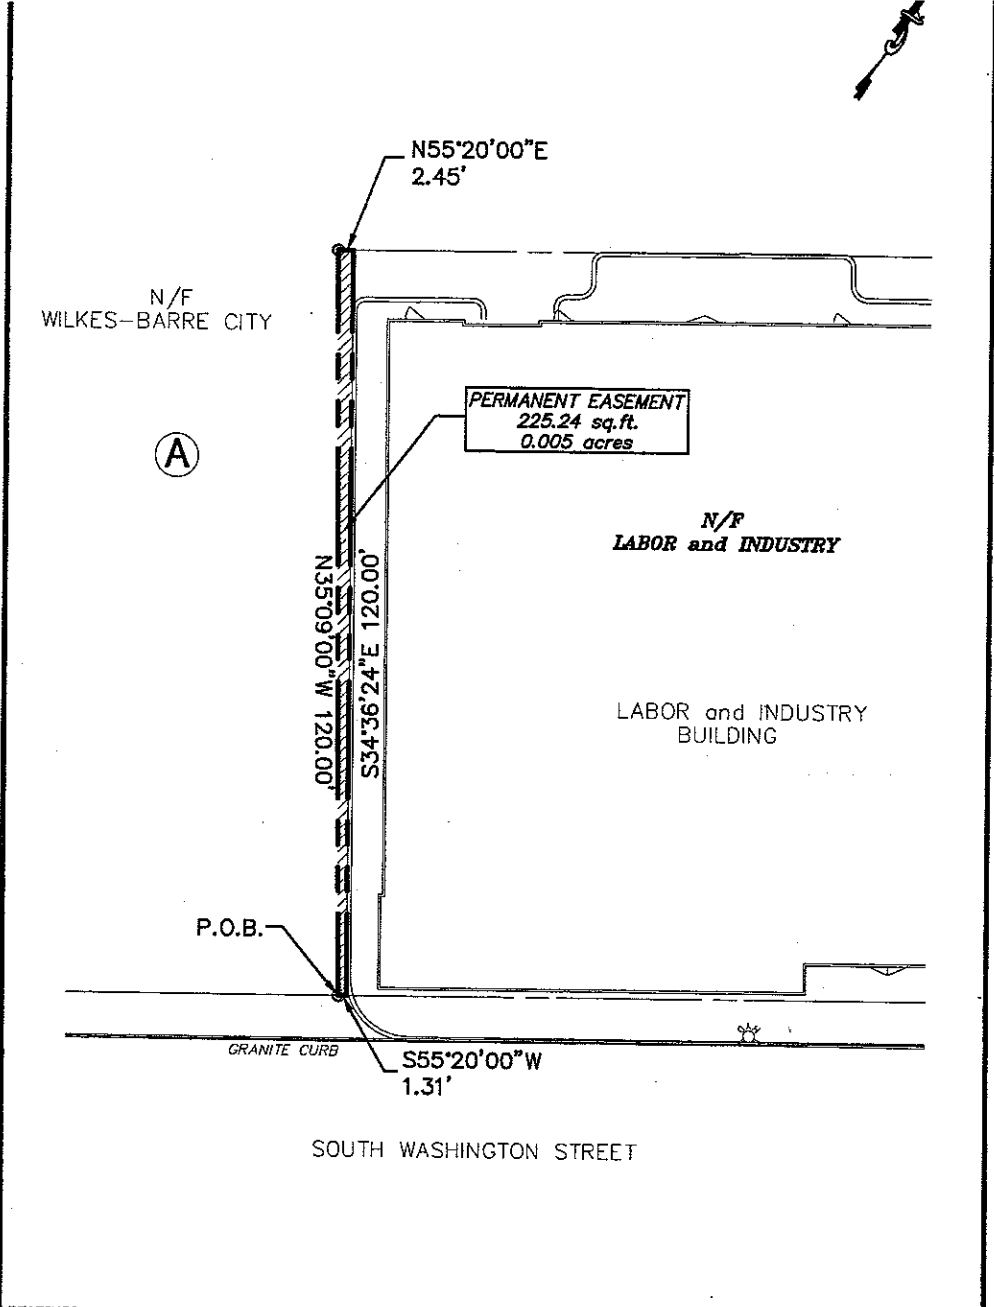 N55°20'00"E
2.45'
N/F
WILKES-BARRE CITY
PERMANENT EASEMENT
225.24 sq.ft.
0.005 acres
A
N/F
LABOR and INDUSTRY
N35°09'00"W 120.00'
S34°36'24"E 120.00'
LABOR and INDUSTRY
BUILDING
P.O.B.
GRANITE CURB
S55°20'00"W
1.31'
SOUTH WASHINGTON STREET